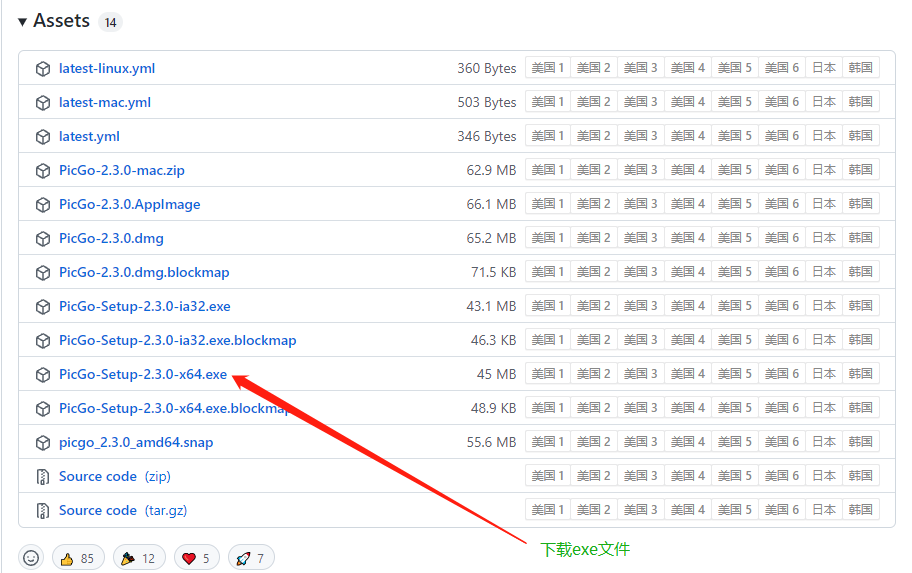 Assets 14
latest-linux.yml 360 Bytes 美国 1 美国 2 美国 3 美国 4 美国 5 美国 6 日本 韩国
latest-mac.yml 503 Bytes 美国 1 美国 2 美国 3 美国 4 美国 5 美国 6 日本 韩国
latest.yml 346 Bytes 美国 1 美国 2 美国 3 美国 4 美国 5 美国 6 日本 韩国
PicGo-2.3.0-mac.zip 62.9 MB 美国 1 美国 2 美国 3 美国 4 美国 5 美国 6 日本 韩国
PicGo-2.3.0.AppImage 66.1 MB 美国 1 美国 2 美国 3 美国 4 美国 5 美国 6 日本 韩国
PicGo-2.3.0.dmg 65.2 MB 美国 1 美国 2 美国 3 美国 4 美国 5 美国 6 日本 韩国
PicGo-2.3.0.dmg.blockmap 71.5 KB 美国 1 美国 2 美国 3 美国 4 美国 5 美国 6 日本 韩国
PicGo-Setup-2.3.0-ia32.exe 43.1 MB 美国 1 美国 2 美国 3 美国 4 美国 5 美国 6 日本 韩国
PicGo-Setup-2.3.0-ia32.exe.blockmap 46.3 KB 美国 1 美国 2 美国 3 美国 4 美国 5 美国 6 日本 韩国
PicGo-Setup-2.3.0-x64.exe 45 MB 美国 1 美国 2 美国 3 美国 4 美国 5 美国 6 日本 韩国
PicGo-Setup-2.3.0-x64.exe.blockmap 48.9 KB 美国 1 美国 2 美国 3 美国 4 美国 5 美国 6 日本 韩国
picgo_2.3.0_amd64.snap 55.6 MB 美国 1 美国 2 美国 3 美国 4 美国 5 美国 6 日本 韩国
Source code (zip) 美国 1 美国 2 美国 3 美国 4 美国 5 美国 6 日本 韩国
Source code (tar.gz) 美国 1 美国 2 美国 3 美国 4 美国 5 美国 6 日本 韩国
下载exe文件
85 12 5 7